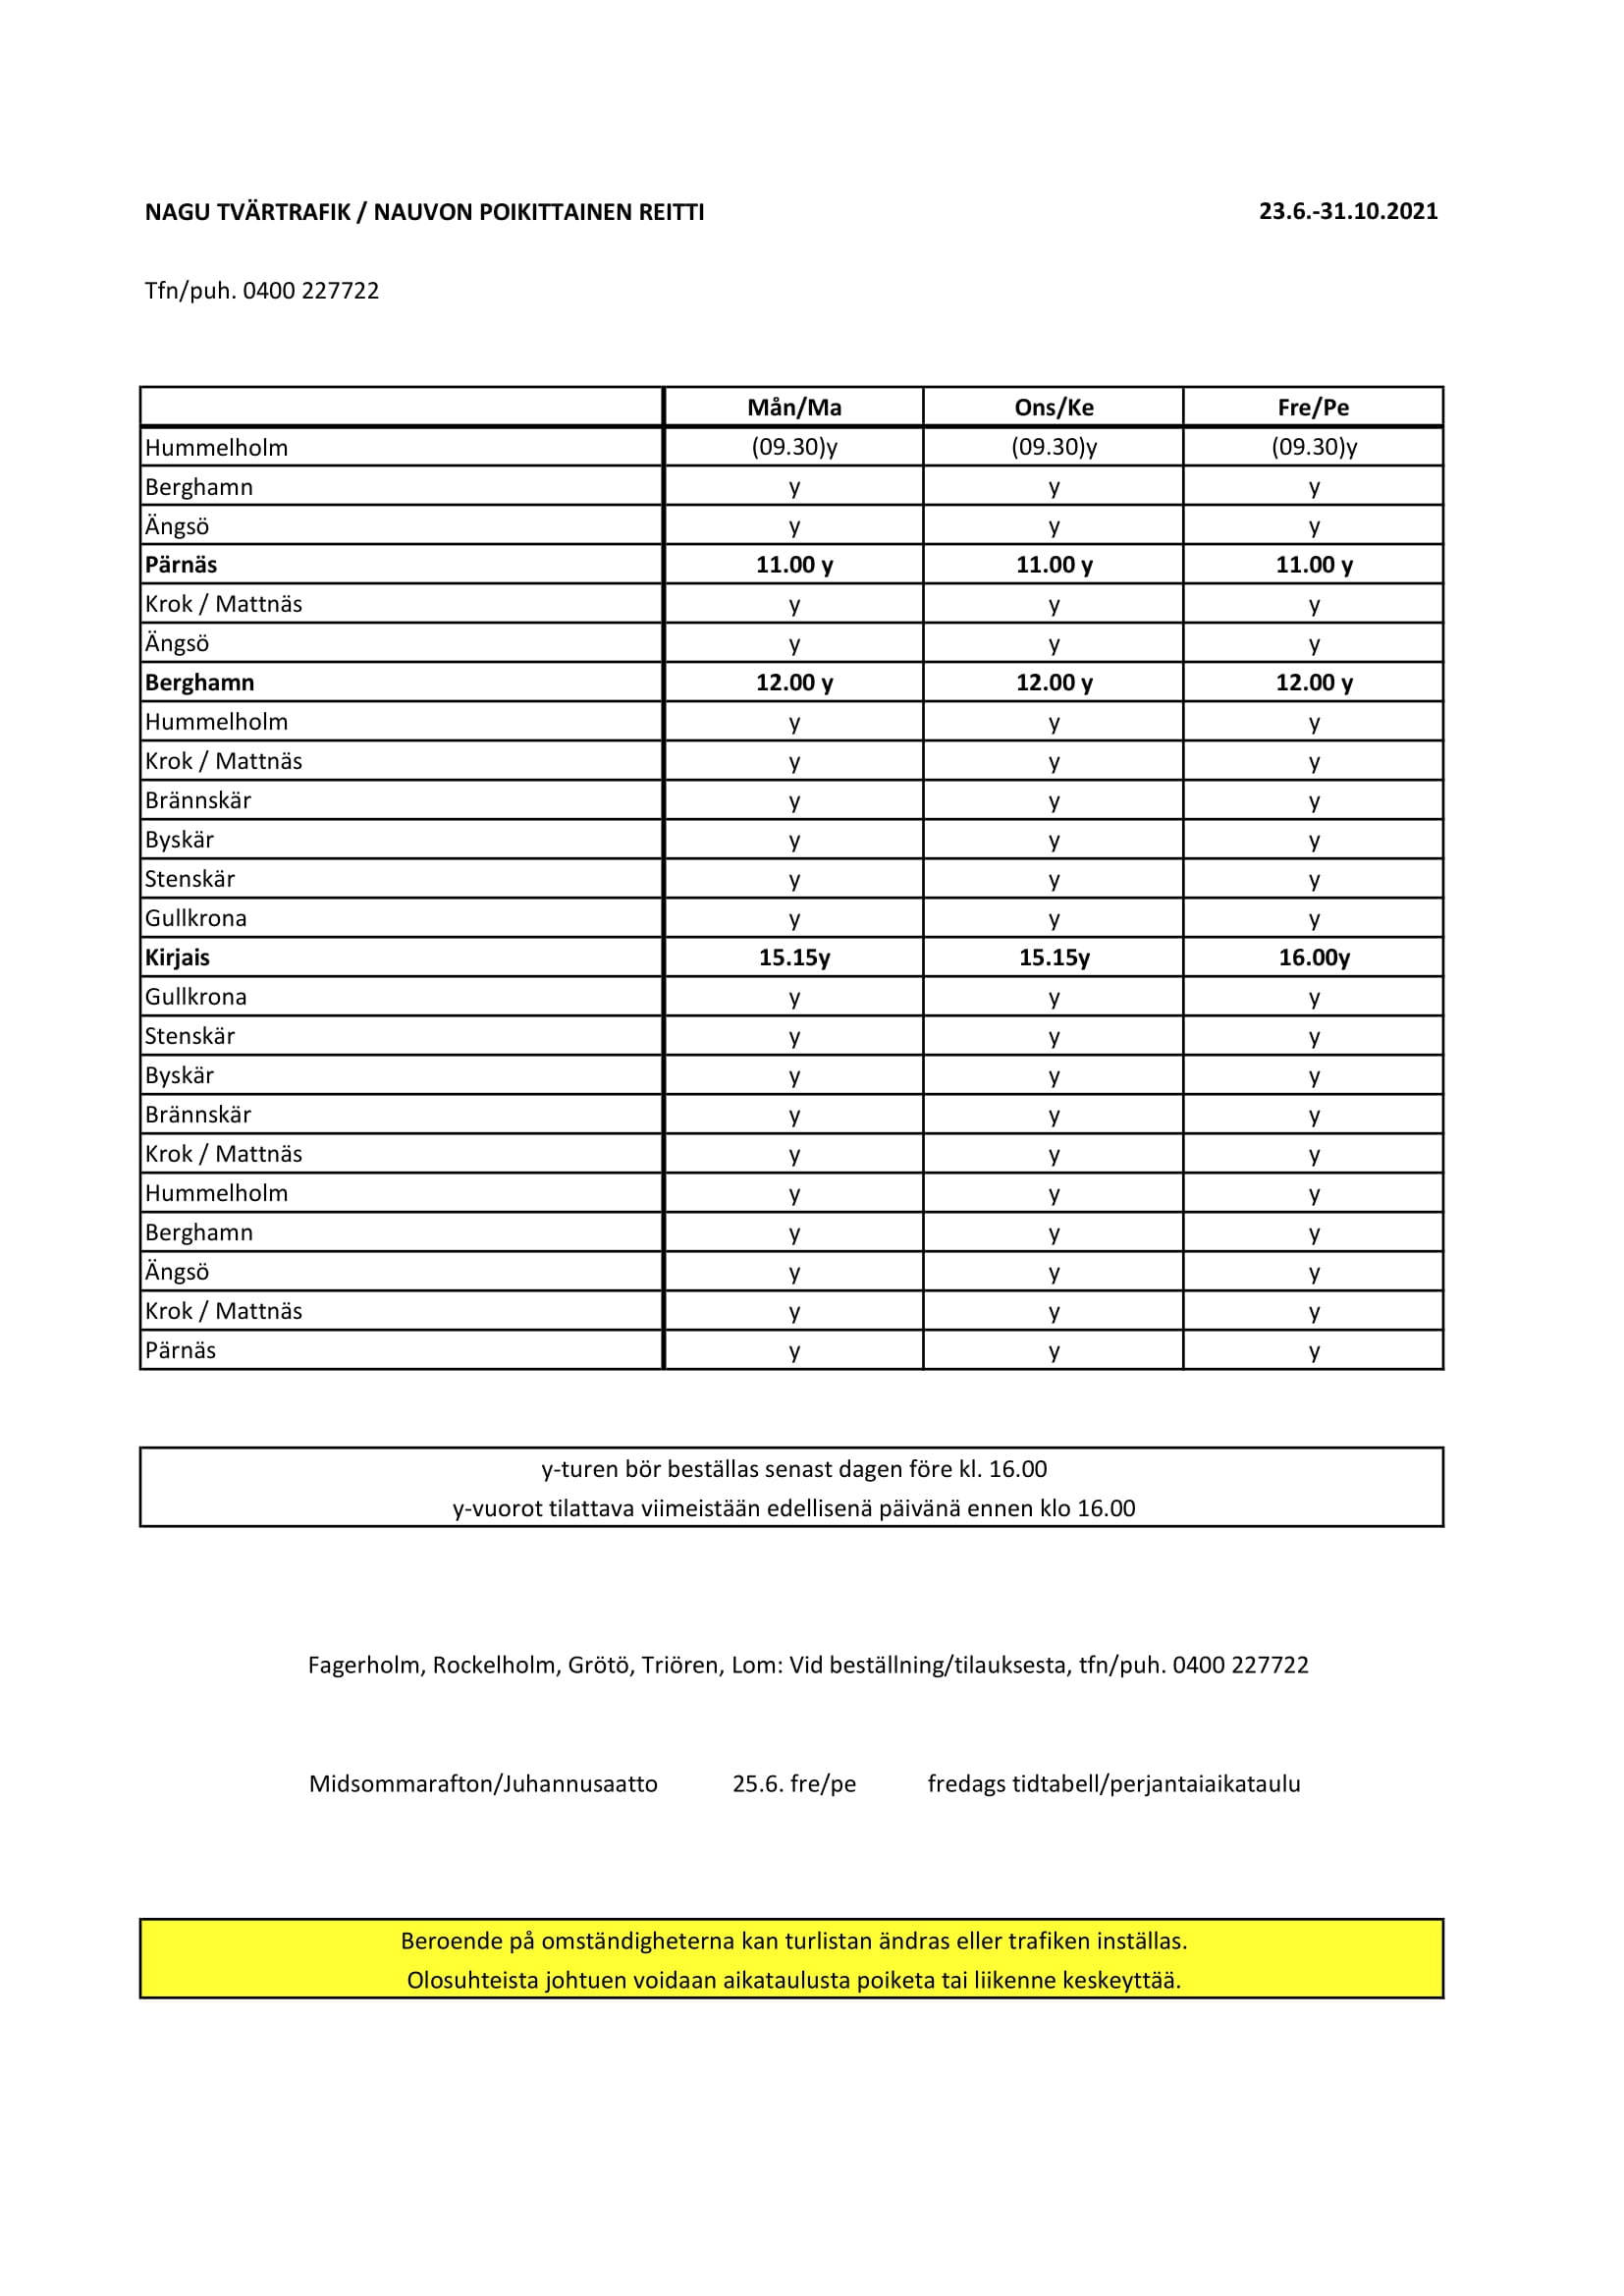 NAGU TVÄRTRAFIK / NAUVON POIKITTAINEN REITTI 23.6.-31.10.2021
Tfn/puh. 0400 227722
Mån/Ma Ons/Ke Fre/Pe
Hummelholm (09.30)y (09.30)y (09.30)y
Berghamn y y y
Ängsö y y y
Pärnäs 11.00 y 11.00 y 11.00 y
Krok / Mattnäs y y y
Ängsö y y y
Berghamn 12.00 y 12.00 y 12.00 y
Hummelholm y y y
Krok / Mattnäs y y y
Brännskär y y y
Byskär y y y
Stenskär y y y
Gullkrona y y y
Kirjais 15.15y 15.15y 16.00y
Gullkrona y y y
Stenskär y y y
Byskär y y y
Brännskär y y y
Krok / Mattnäs y y y
Hummelholm y y y
Berghamn y y y
Ängsö y y y
Krok / Mattnäs y y y
Pärnäs y y y
y-turen bör beställas senast dagen före kl. 16.00
y-vuorot tilattava viimeistään edellisenä päivänä ennen klo 16.00
Fagerholm, Rockelholm, Grötö, Triören, Lom: Vid beställning/tilauksesta, tfn/puh. 0400 227722
Midsommarafton/Juhannusaatto 25.6. fre/pe fredags tidtabell/perjantaiaikataulu
Beroende på omständigheterna kan turlistan ändras eller trafiken inställas.
Olosuhteista johtuen voidaan aikataulusta poiketa tai liikenne keskeyttää.